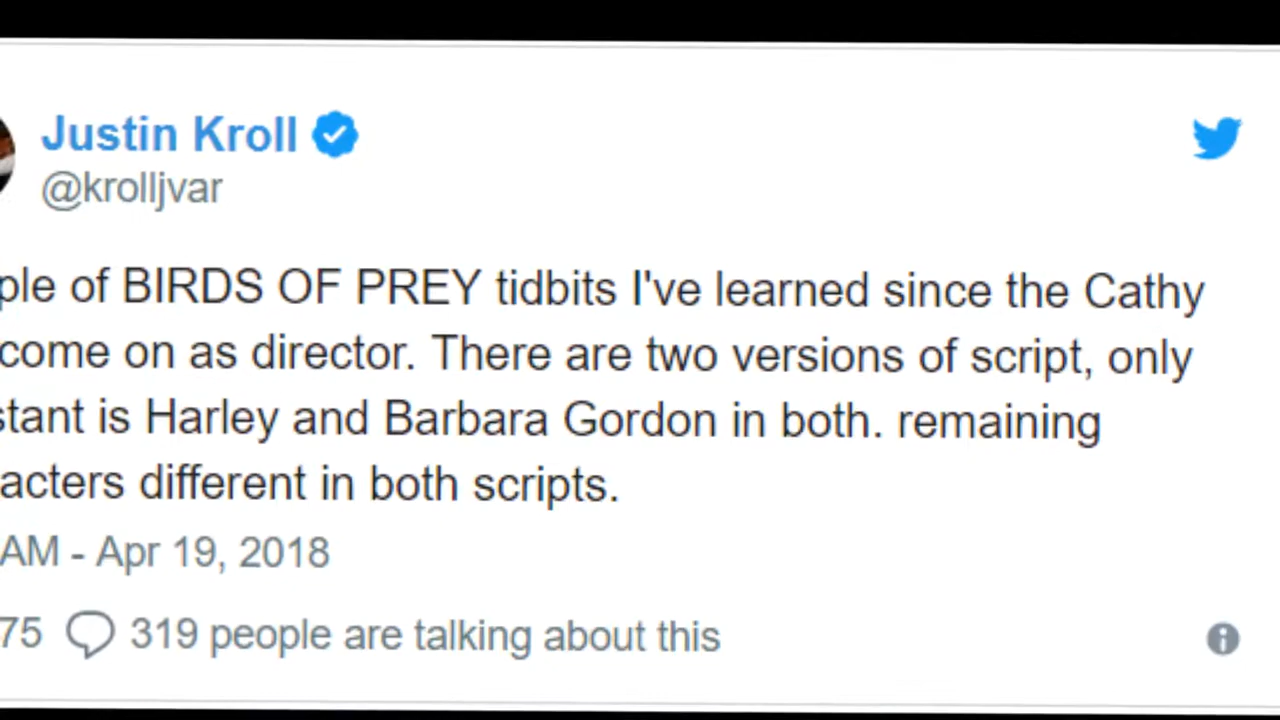 Justin Kroll
@krolljvar
ple of BIRDS OF PREY tidbits I've learned since the Cathy
come on as director. There are two versions of script, only
stant is Harley and Barbara Gordon in both. remaining
acters different in both scripts.
AM - Apr 19, 2018
75 319 people are talking about this